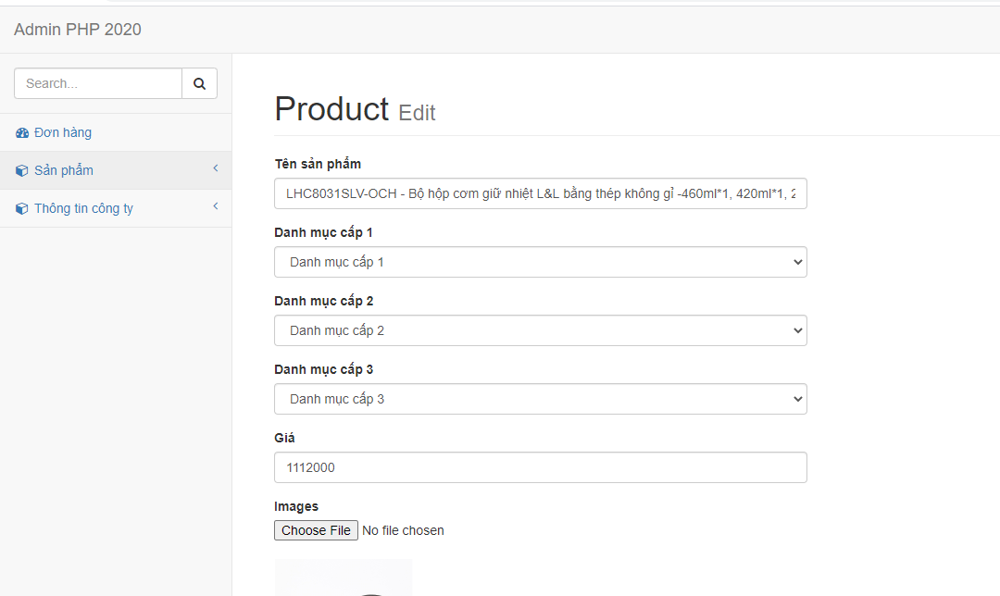 Admin PHP 2020
Search...
Đơn hàng
Sản phẩm
Thông tin công ty
Product Edit
Tên sản phẩm
LHC8031SLV-OCH - Bộ hộp cơm giữ nhiệt L&L bằng thép không gỉ -460ml*1, 420ml*1, 2
Danh mục cấp 1
Danh mục cấp 1
Danh mục cấp 2
Danh mục cấp 2
Danh mục cấp 3
Danh mục cấp 3
Giá
1112000
Images
Choose File No file chosen